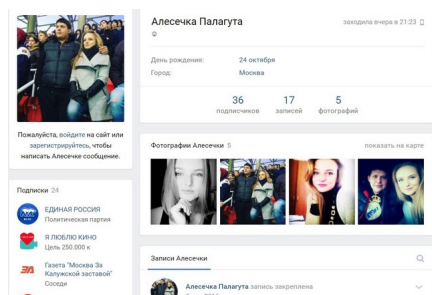 Алесечка Палагута
заходила вчера в 21:23
День рождения: 24 октября
Город: Москва
36 подписчиков
17 записей
5 фотографий
Пожалуйста, войдите на сайт или
зарегистрируйтесь, чтобы
написать Алесечке сообщение.
Фотографии Алесечки 5
показать на карте
Подписки 24
ЕДИНАЯ РОССИЯ
Политическая партия
Я ЛЮБЛЮ КИНО
Цель 250.000 к
Газета "Москва За
Калужской заставой"
Соседи
Записи Алесечки
Алесечка Палагута запись закреплена